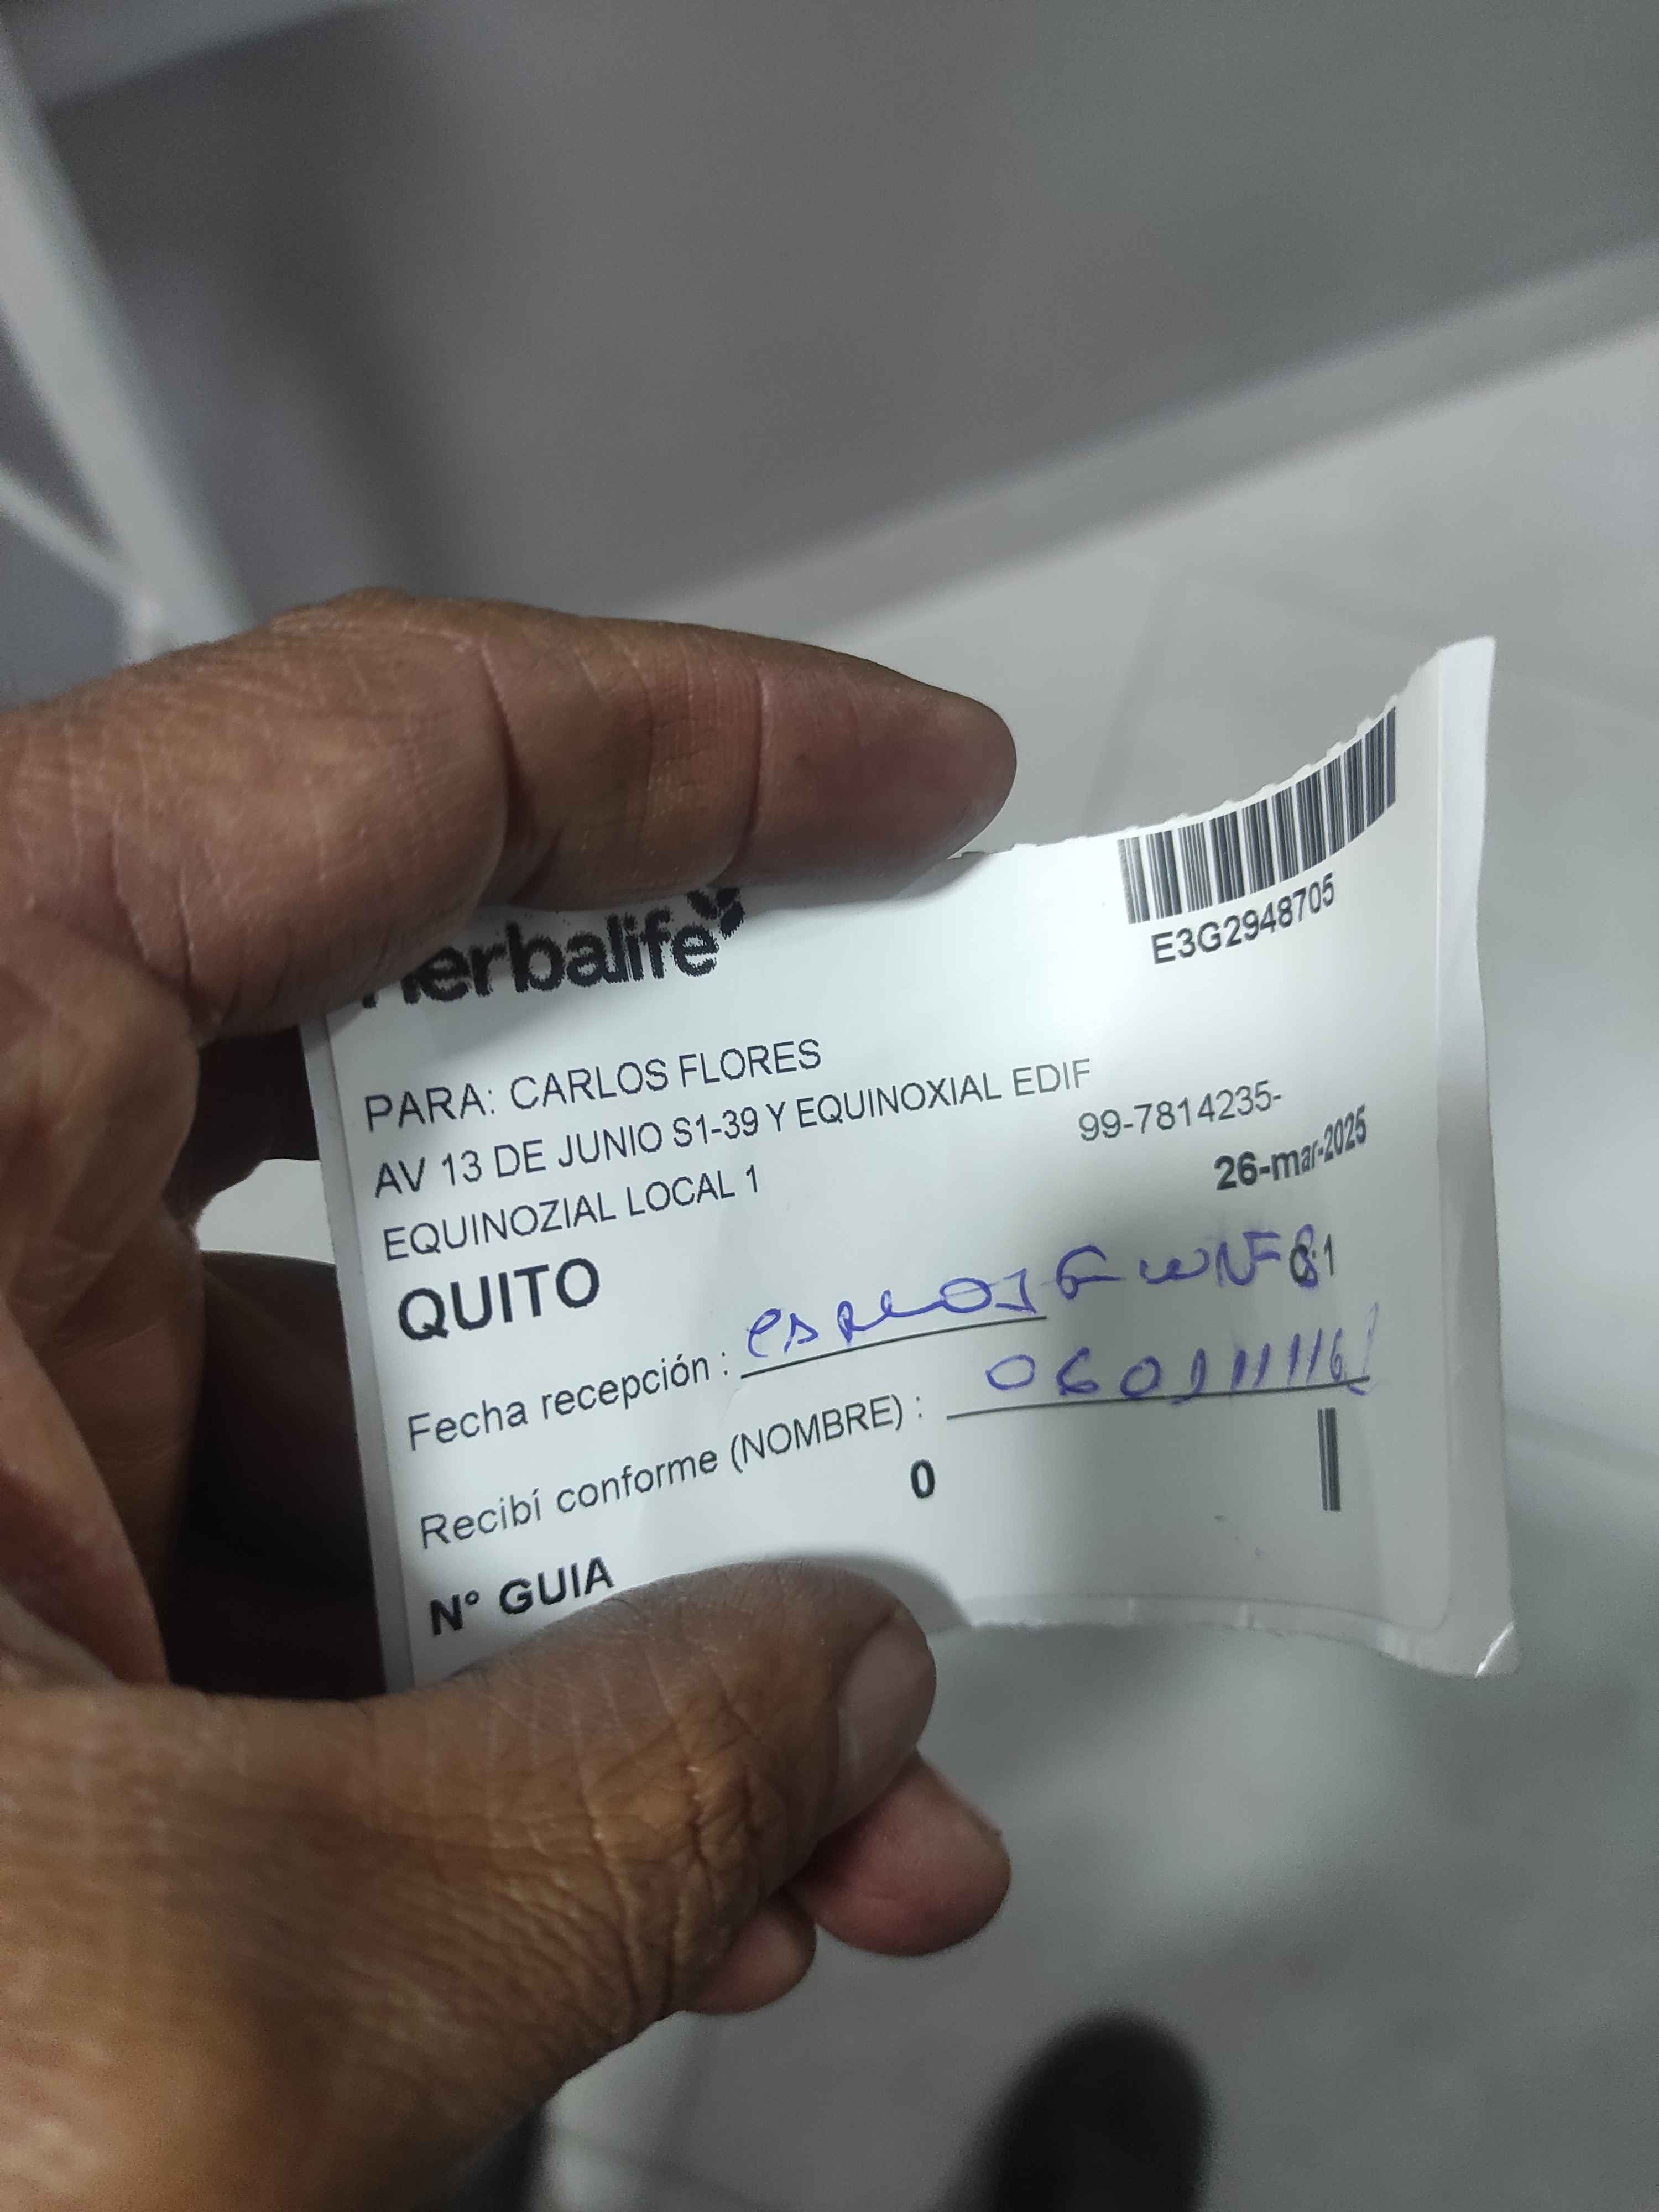 Herbalife
E3G2948705
PARA: CARLOS FLORES
AV 13 DE JUNIO S1-39 Y EQUINOXIAL EDIF
EQUINOZIAL LOCAL 1
99-7814235-
26-mar-2025
QUITO
Fecha recepción :
Recibí conforme (NOMBRE) :
N° GUIA
0